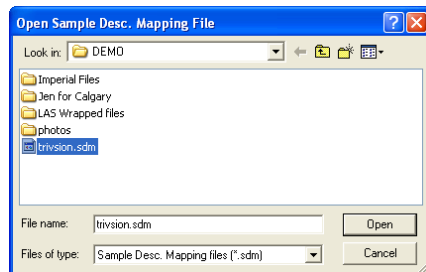 Open Sample Desc. Mapping File
Look in: DEMO
Imperial Files
Jen for Calgary
LAS Wrapped files
photos
trivsion.sdm
File name: trivsion.sdm Open
Files of type: Sample Desc. Mapping files (*.sdm) Cancel